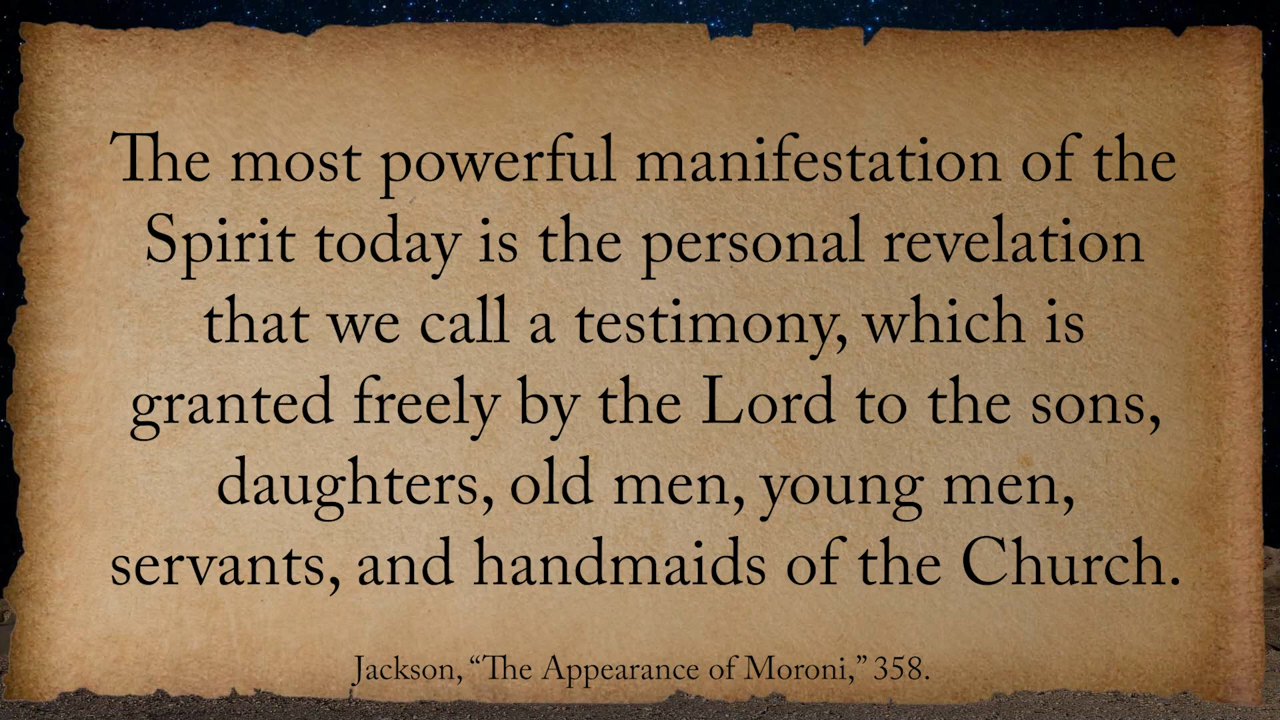 The most powerful manifestation of the
Spirit today is the personal revelation
that we call a testimony, which is
granted freely by the Lord to the sons,
daughters, old men, young men,
servants, and handmaids of the Church.
Jackson, “The Appearance of Moroni,” 358.